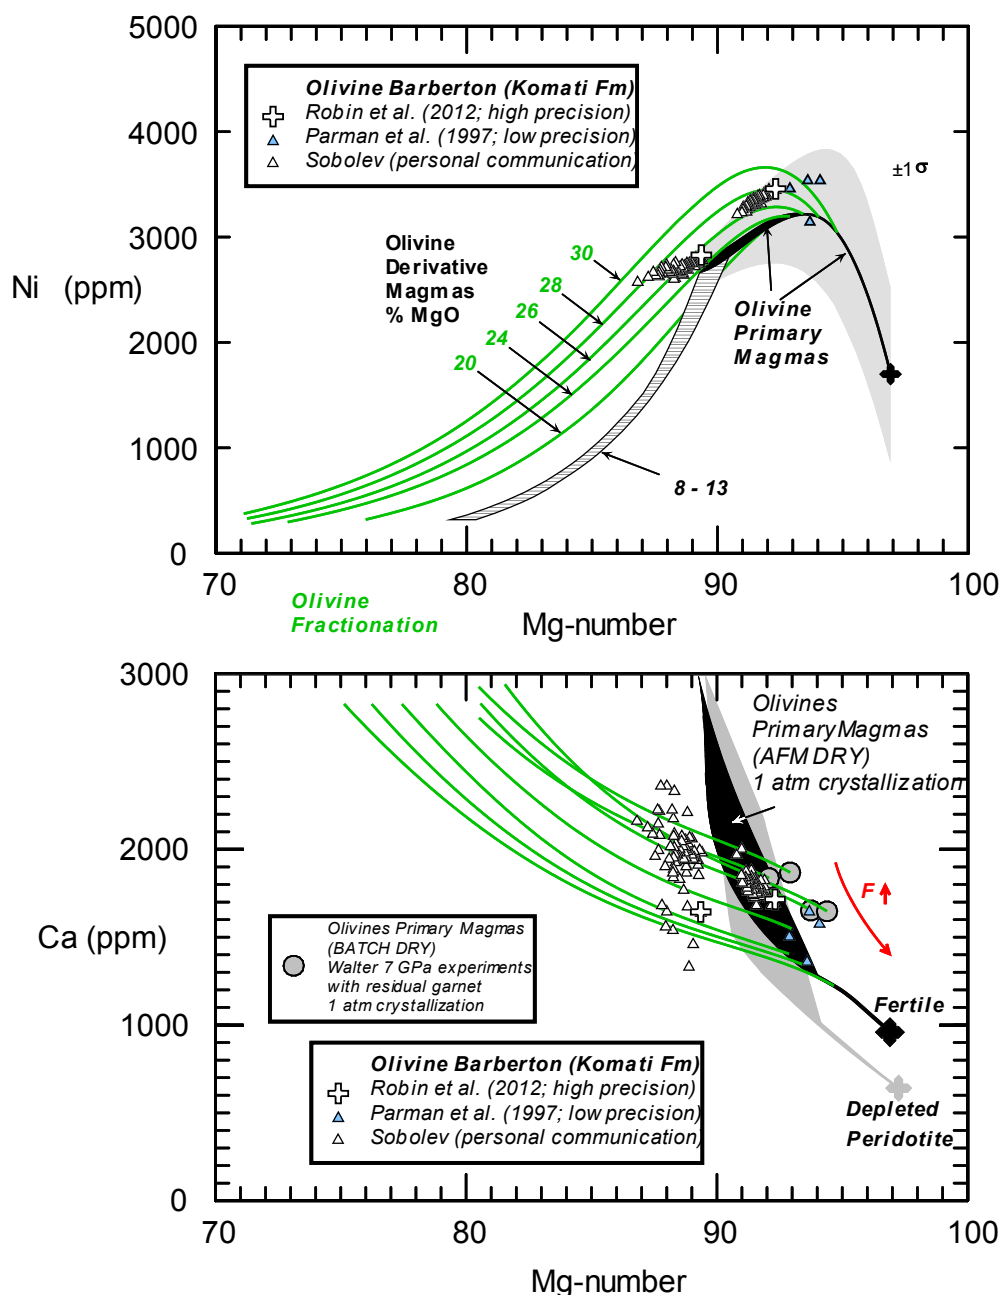 5000
4000
3000
2000
1000
0
Ni (ppm)
Olivine Barberton (Komati Fm)
Robin et al. (2012; high precision)
Parman et al. (1997; low precision)
Sobolev (personal communication)
±1 σ
Olivine
Derivative
Magmas
% MgO
30
28
26
24
20
Olivine
Primary
Magmas
8 - 13
70
80
90
100
Mg-number
Olivine
Fractionation
3000
2000
1000
0
Ca (ppm)
Olivines
Primary Magmas
(AFM DRY)
1 atm crystallization
F
Olivines Primary Magmas
(BATCH DRY)
Walter 7 GPa experiments
with residual garnet
1 atm crystallization
Fertile
Depleted
Peridotite
Olivine Barberton (Komati Fm)
Robin et al. (2012; high precision)
Parman et al. (1997; low precision)
Sobolev (personal communication)
70
80
90
100
Mg-number